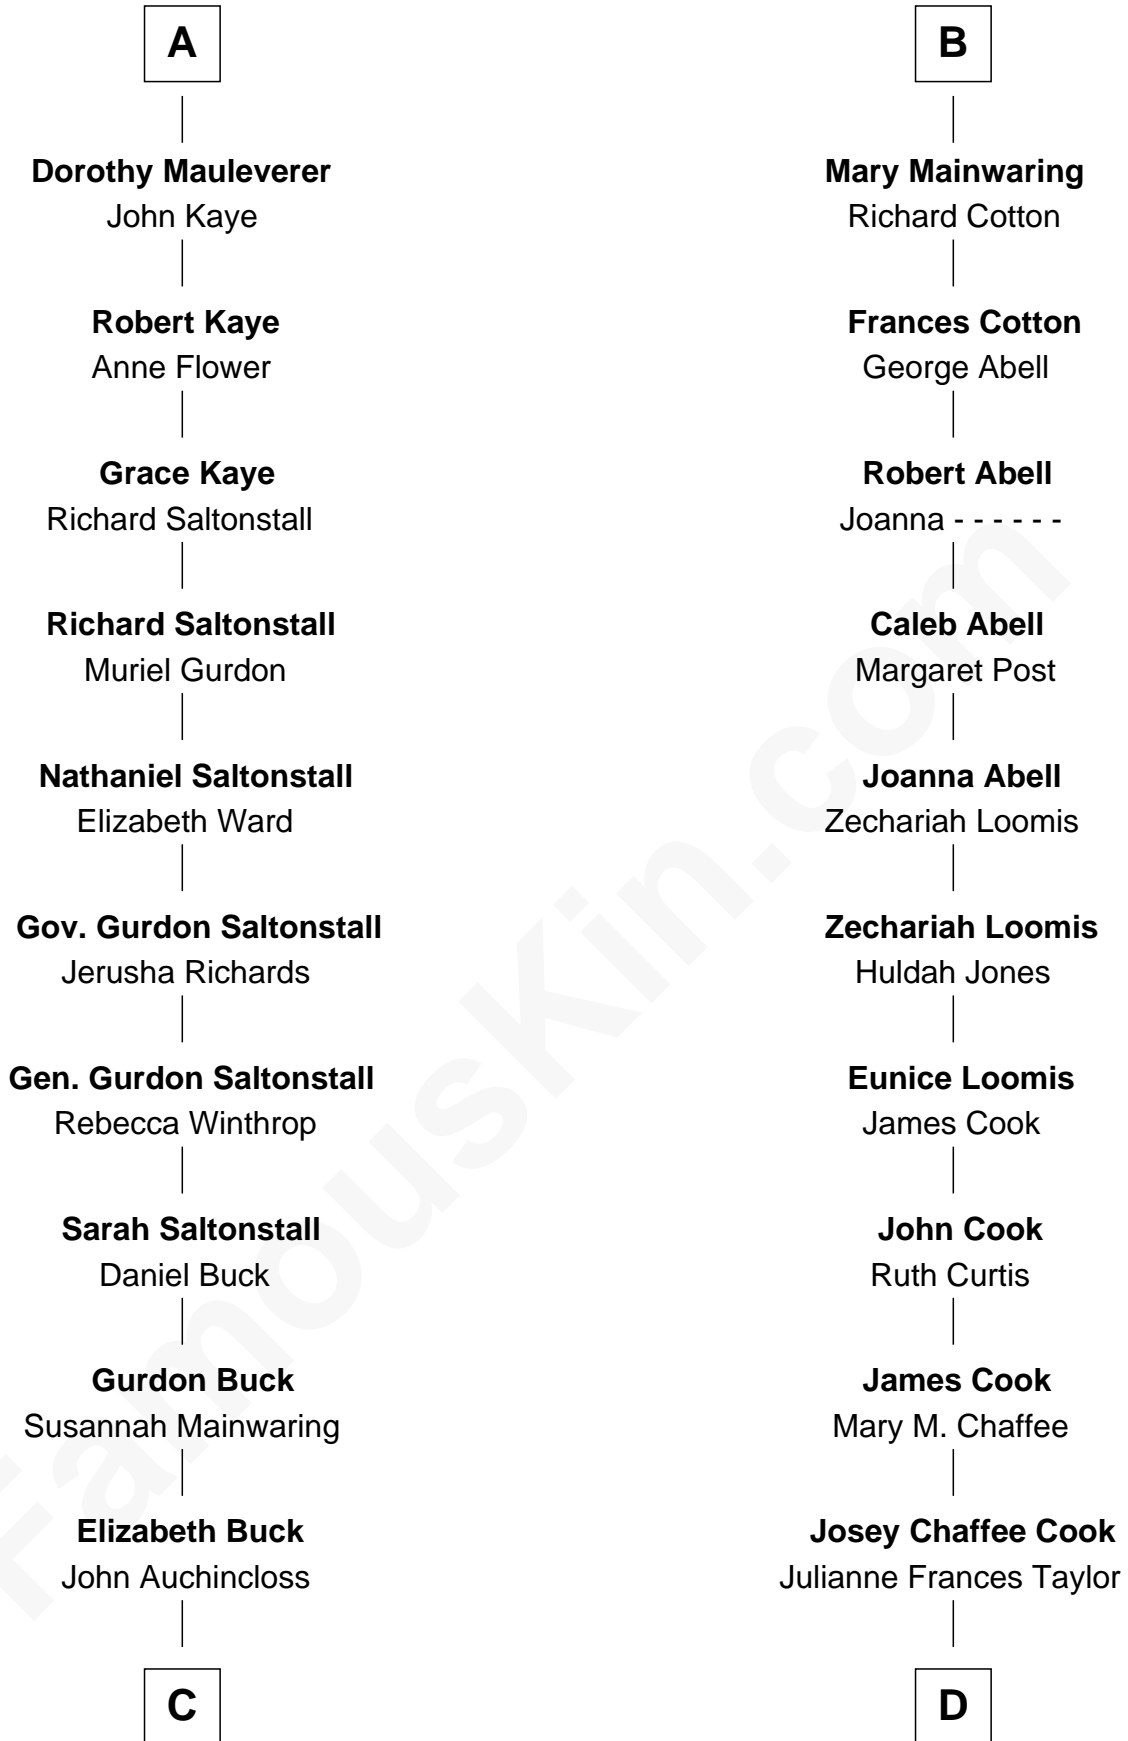 A
Dorothy Mauleverer
John Kaye
Robert Kaye
Anne Flower
Grace Kaye
Richard Saltonstall
Richard Saltonstall
Muriel Gurdon
Nathaniel Saltonstall
Elizabeth Ward
Gov. Gurdon Saltonstall
Jerusha Richards
Gen. Gurdon Saltonstall
Rebecca Winthrop
Sarah Saltonstall
Daniel Buck
Gurdon Buck
Susannah Mainwaring
Elizabeth Buck
John Auchincloss
C
B
Mary Mainwaring
Richard Cotton
Frances Cotton
George Abell
Robert Abell
Joanna - - - - - -
Caleb Abell
Margaret Post
Joanna Abell
Zechariah Loomis
Zechariah Loomis
Huldah Jones
Eunice Loomis
James Cook
John Cook
Ruth Curtis
James Cook
Mary M. Chaffee
Josey Chaffee Cook
Julianne Frances Taylor
D
FamousKin.com